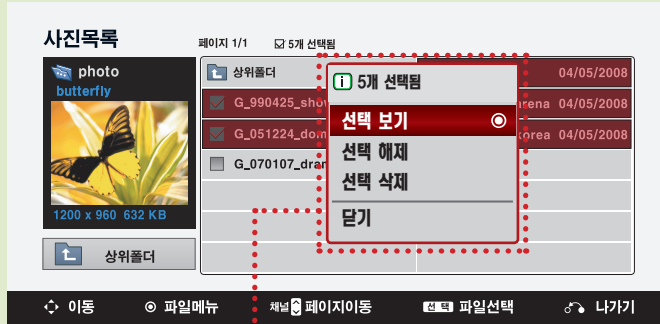 사진목록
페이지 1/1 ☑ 5개 선택됨
photo
butterfly
1200 x 960 632 KB
상위폴더
상위폴더 04/05/2008
G_990425_sho rena 04/05/2008
G_051224_dom korea 04/05/2008
G_070107_dra
5개 선택됨
선택 보기
선택 해제
선택 삭제
닫기
이동 파일메뉴 채널 페이지이동 선택 파일선택 나가기